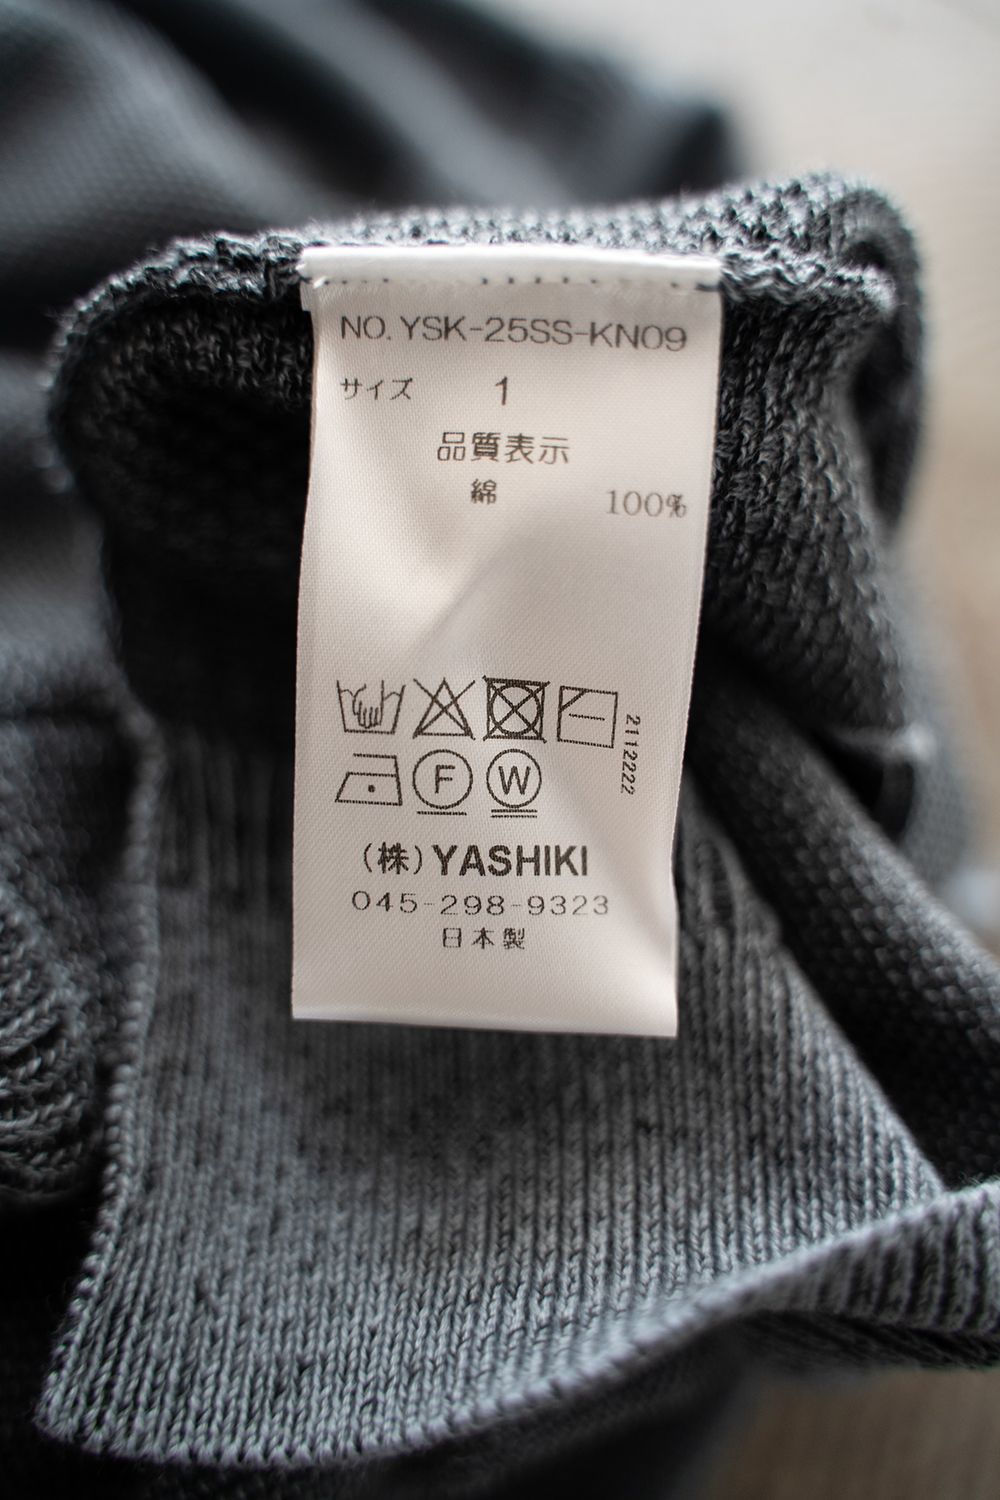 NO. YSK-25SS-KN09
サイズ 1
品質表示
綿 100%
2112222
F W
(株) YASHIKI
045-298-9323
日本製